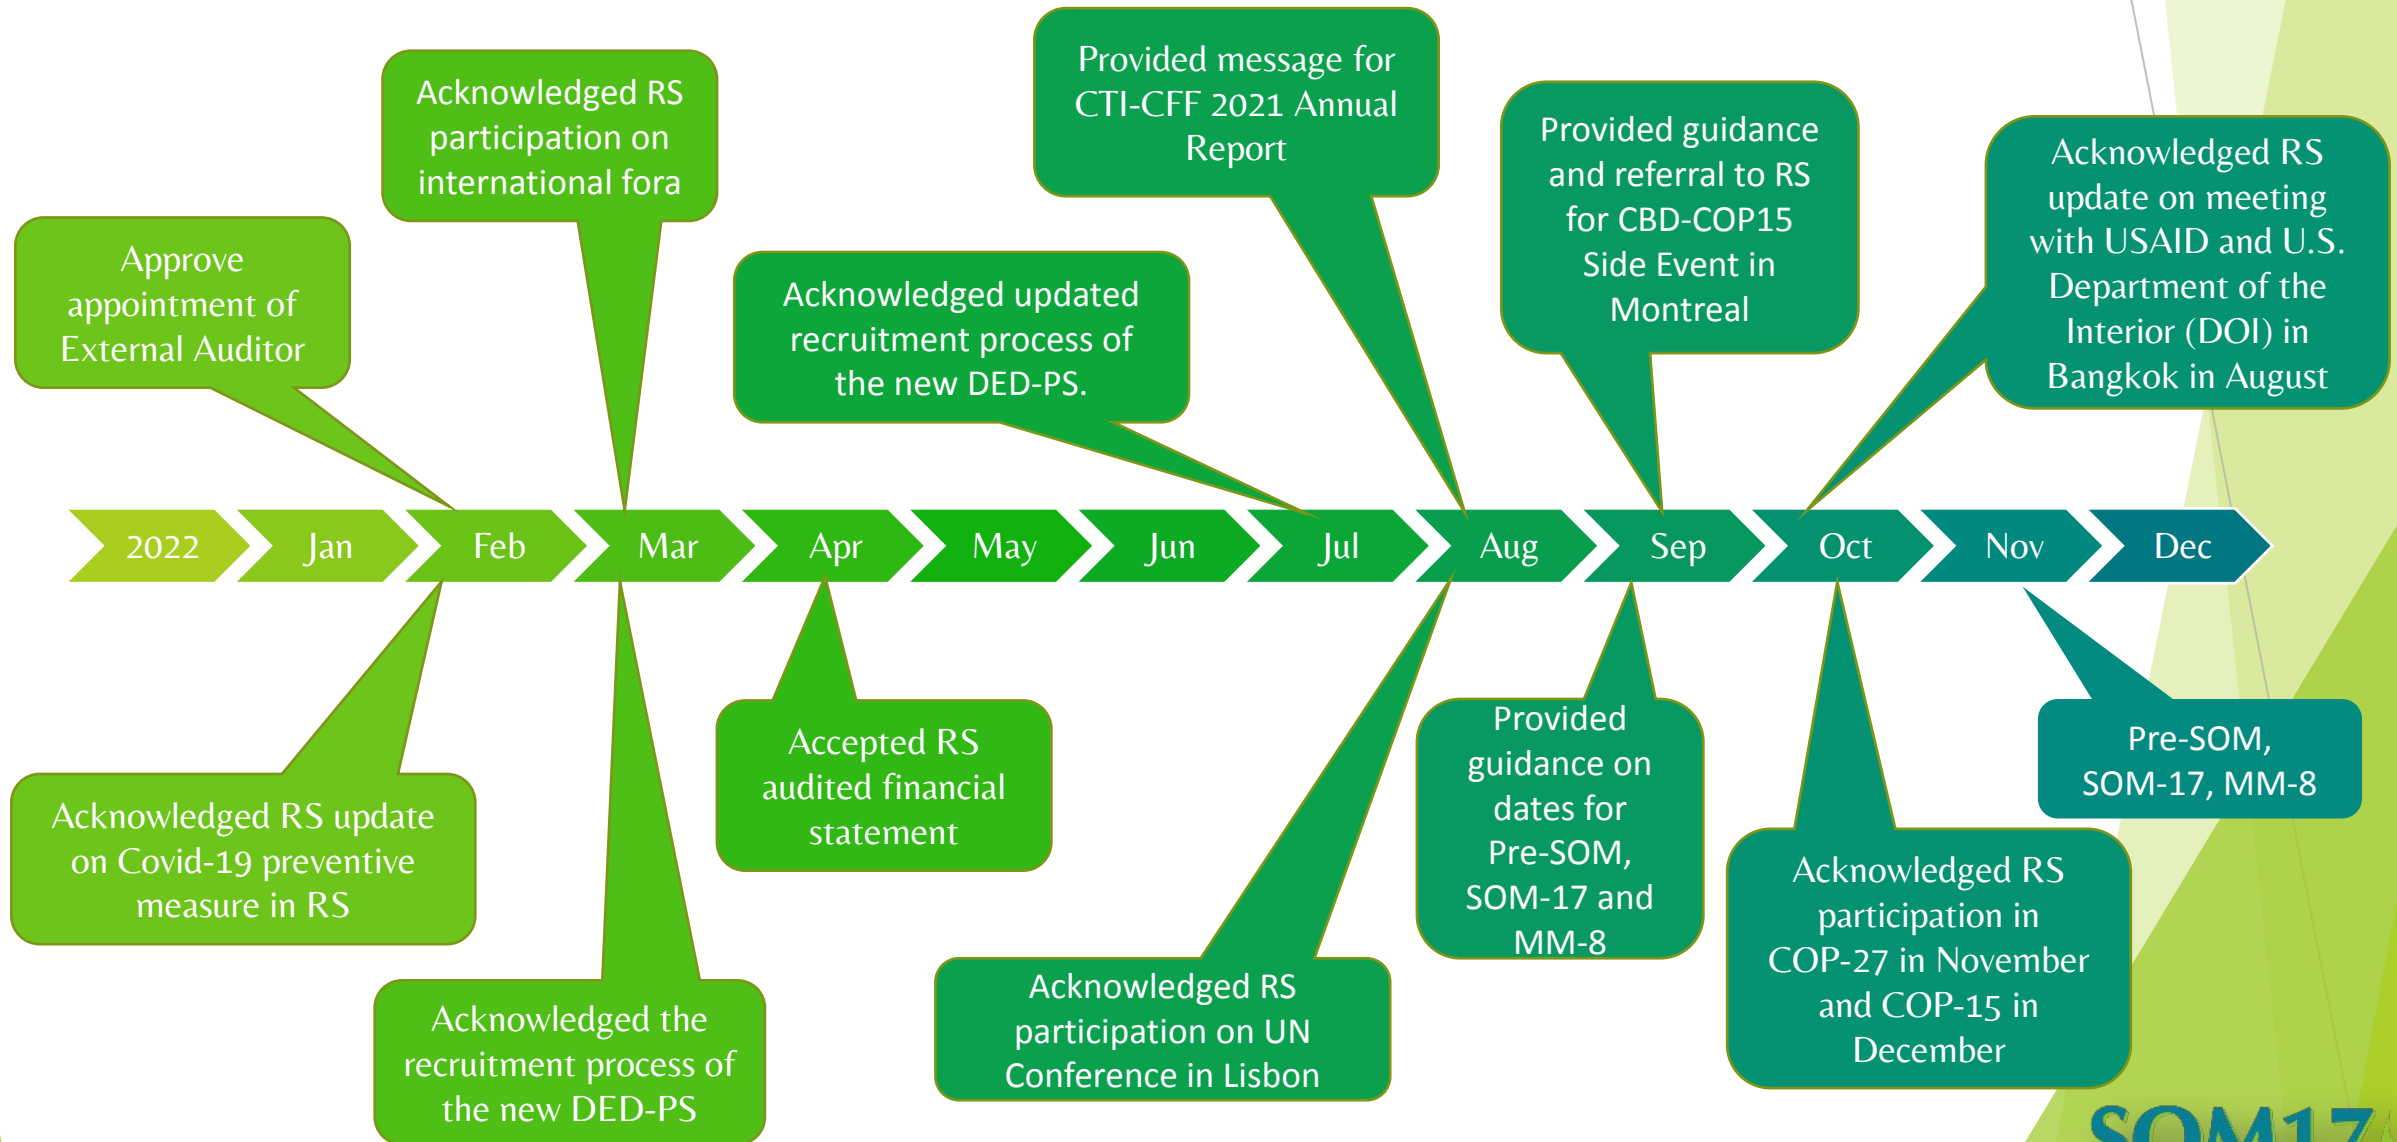 Provided message for
CTI-CFF 2021 Annual
Report
Acknowledged RS
participation on
international fora
Provided guidance
and referral to RS
for CBD-COP15
Side Event in
Montreal
Acknowledged RS
update on meeting
with USAID and U.S.
Department of the
Interior (DOI) in
Bangkok in August
Approve
appointment of
External Auditor
Acknowledged updated
recruitment process of
the new DED-PS.
2022
Jan
Feb
Mar
Apr
May
Jun
Jul
Aug
Sep
Oct
Nov
Dec
Acknowledged RS update
on Covid-19 preventive
measure in RS
Acknowledged the
recruitment process of
the new DED-PS
Accepted RS
audited financial
statement
Acknowledged RS
participation on UN
Conference in Lisbon
Provided
guidance on
dates for
Pre-SOM,
SOM-17 and
MM-8
Acknowledged RS
participation in
COP-27 in November
and COP-15 in
December
Pre-SOM,
SOM-17, MM-8
SOM17